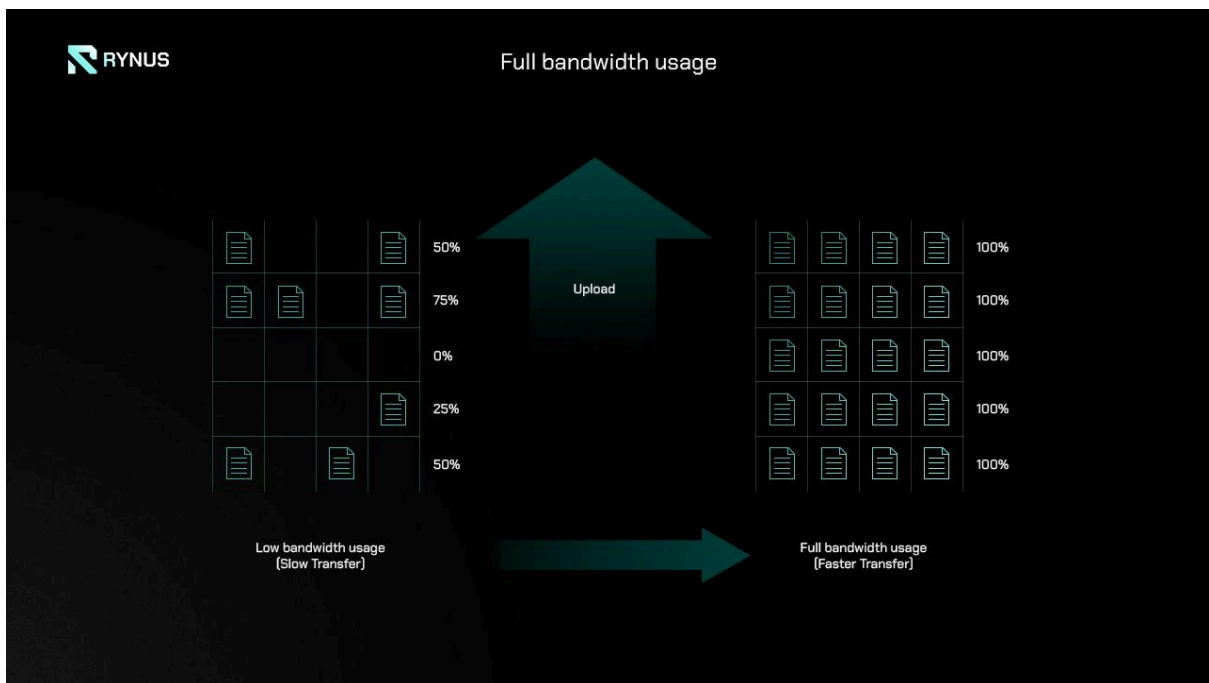 RYNUS
Full bandwidth usage
50%
75%
0%
25%
50%
Low bandwidth usage
(Slow Transfer)
Upload
100%
100%
100%
100%
100%
Full bandwidth usage
(Faster Transfer)